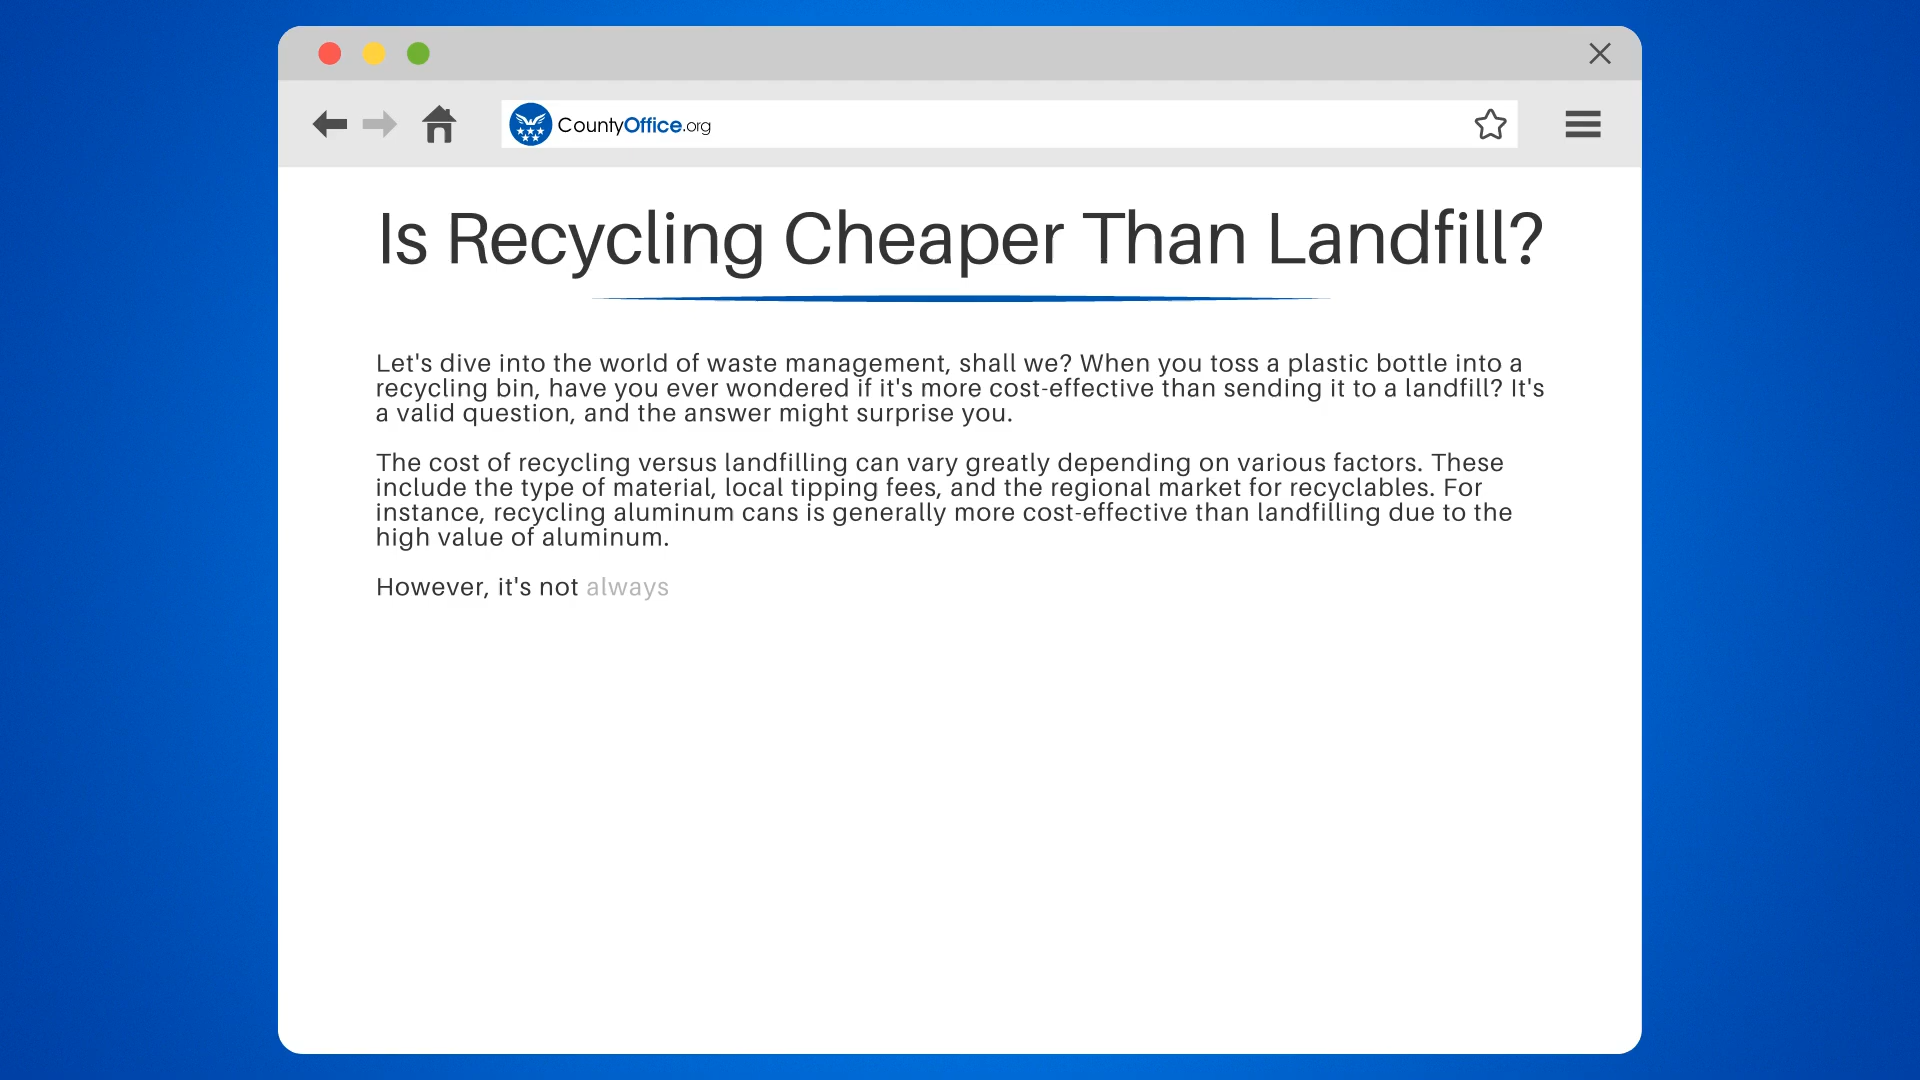 CountyOffice.org
Is Recycling Cheaper Than Landfill?
Let's dive into the world of waste management, shall we? When you toss a plastic bottle into a
recycling bin, have you ever wondered if it's more cost-effective than sending it to a landfill? It's
a valid question, and the answer might surprise you.
The cost of recycling versus landfilling can vary greatly depending on various factors. These
include the type of material, local tipping fees, and the regional market for recyclables. For
instance, recycling aluminum cans is generally more cost-effective than landfilling due to the
high value of aluminum.
However, it's not always